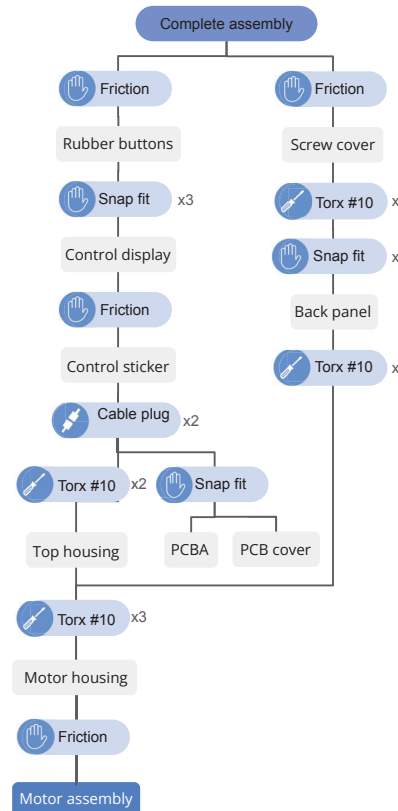 Complete assembly
Friction
Friction
Rubber buttons
Screw cover
Snap fit x3
Torx #10 x
Control display
Snap fit x
Friction
Back panel
Control sticker
Torx #10 x
Cable plug x2
Torx #10 x2
Snap fit
Top housing
PCBA
PCB cover
Torx #10 x3
Motor housing
Friction
Motor assembly